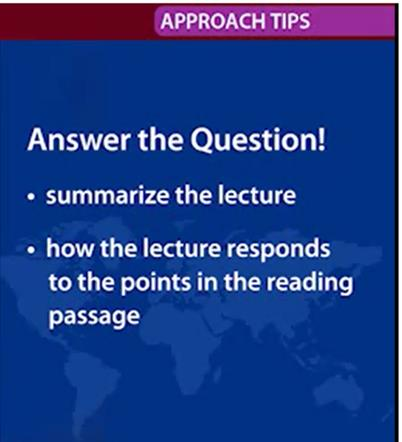 APPROACH TIPS
Answer the Question!
• summarize the lecture
• how the lecture responds
to the points in the reading
passage